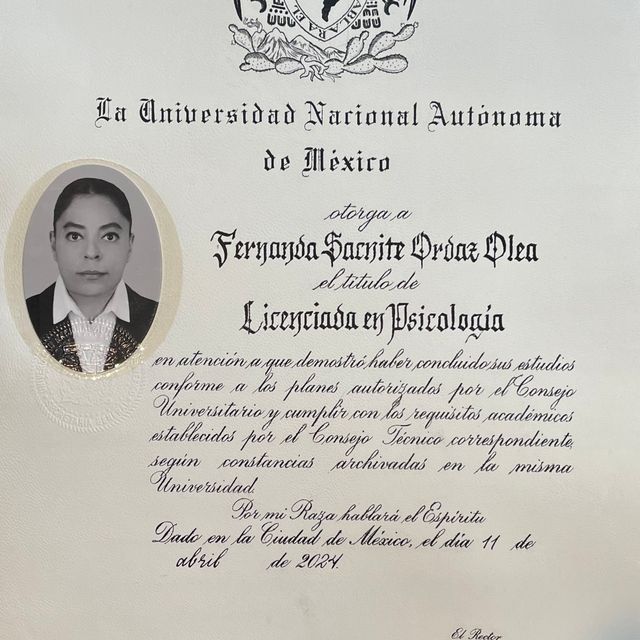 ABLARA EL
La Universidad Nacional Autónoma
de México
otorga a
Fernanda Sacnite Ordaz Olea
el título de
Licenciada en Psicología
en atención a que demostró haber concluido sus estudios
conforme a los planes autorizados por el Consejo
Universitario y cumplir con los requisitos académicos
establecidos por el Consejo Técnico correspondiente,
según constancias archivadas en la misma
Universidad.
Por mi Raza hablará el Espíritu
Dado en la Ciudad de México, el día 11 de
abril de 2024.
El Rector